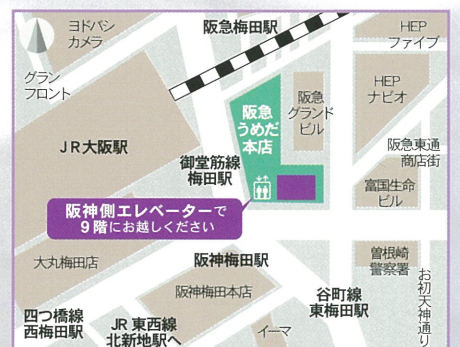 ヨドバシ
カメラ
阪急梅田駅
HEP
ファイブ
グラン
フロント
HEP
ナビオ
阪急
うめだ
本店
阪急
グランド
ビル
JR大阪駅
御堂筋線
梅田駅
阪急東通
商店街
富国生命
ビル
阪神側エレベーターで
9階にお越しください
大丸梅田店
阪神梅田駅
曽根崎
警察署
お初天神通り
阪神梅田本店
谷町線
東梅田駅
四つ橋線
西梅田駅
JR東西線
北新地駅へ
イーマ